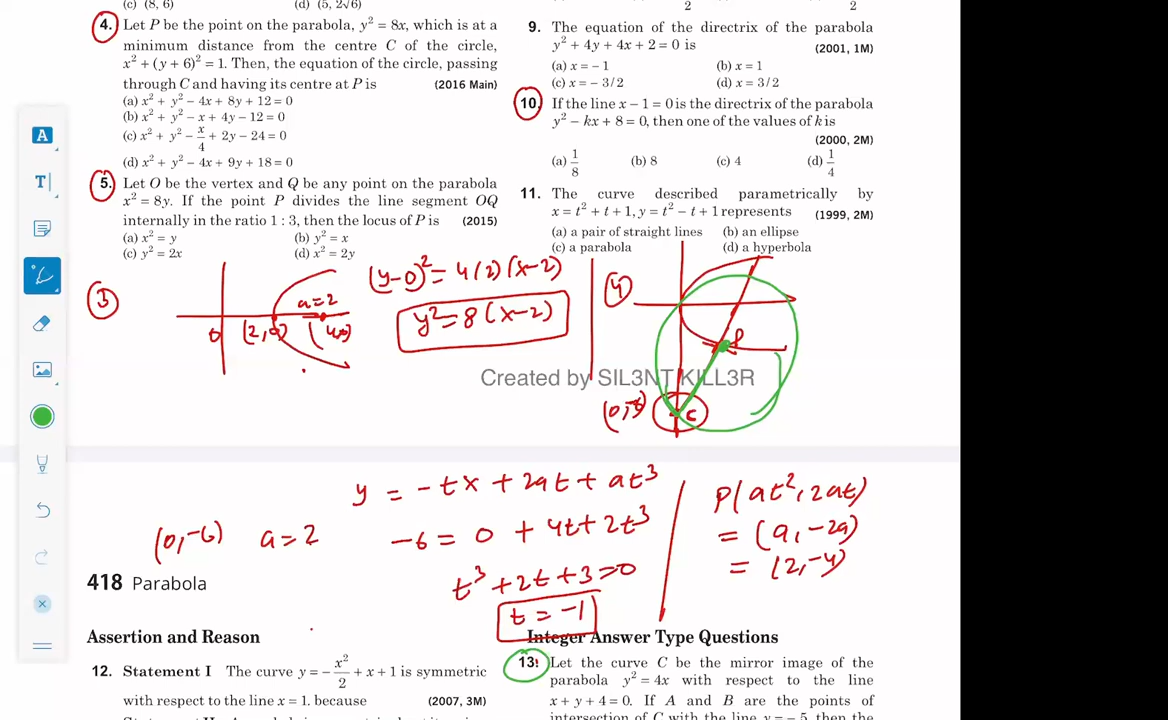 (c) (8, 6) (d) (5, 2√6)
4. Let P be the point on the parabola, y² = 8x, which is at a
minimum distance from the centre C of the circle,
x² + (y + 6)² = 1. Then, the equation of the circle, passing
through C and having its centre at P is (2016 Main)
(a) x² + y² − 4x + 8y + 12 = 0
(b) x² + y² − x + 4y − 12 = 0
(c) x² + y² − x/4 + 2y − 24 = 0
(d) x² + y² − 4x + 9y + 18 = 0
5. Let O be the vertex and Q be any point on the parabola
x² = 8y. If the point P divides the line segment OQ
internally in the ratio 1 : 3, then the locus of P is (2015)
(a) x² = y (b) y² = x
(c) y² = 2x (d) x² = 2y
2 2
9. The equation of the directrix of the parabola
y² + 4y + 4x + 2 = 0 is (2001, 1M)
(a) x = − 1 (b) x = 1
(c) x = − 3/2 (d) x = 3/2
10. If the line x − 1 = 0 is the directrix of the parabola
y² − kx + 8 = 0, then one of the values of k is
(2000, 2M)
(a) 1/8 (b) 8 (c) 4 (d) 1/4
11. The curve described parametrically by
x = t² + t + 1, y = t² − t + 1 represents (1999, 2M)
(a) a pair of straight lines (b) an ellipse
(c) a parabola (d) a hyperbola
3
0 (2,0) a=2 (4,0)
(y-0)² = 4(2)(x-2)
y² = 8(x-2)
4
P
C
Created by SIL3NT KILL3R
(0,-6) a=2
y = -tx + 2at + at³
-6 = 0 + 4t + 2t³
t³ + 2t + 3 = 0
t = -1
P(at², 2at)
= (a, -2a)
= (2, -4)
418 Parabola
Assertion and Reason
12. Statement I The curve y = − x²/2 + x + 1 is symmetric
with respect to the line x = 1. because (2007, 3M)
Integer Answer Type Questions
13. Let the curve C be the mirror image of the
parabola y² = 4x with respect to the line
x + y + 4 = 0. If A and B are the points of
intersection of C with the line y = − 5, then the